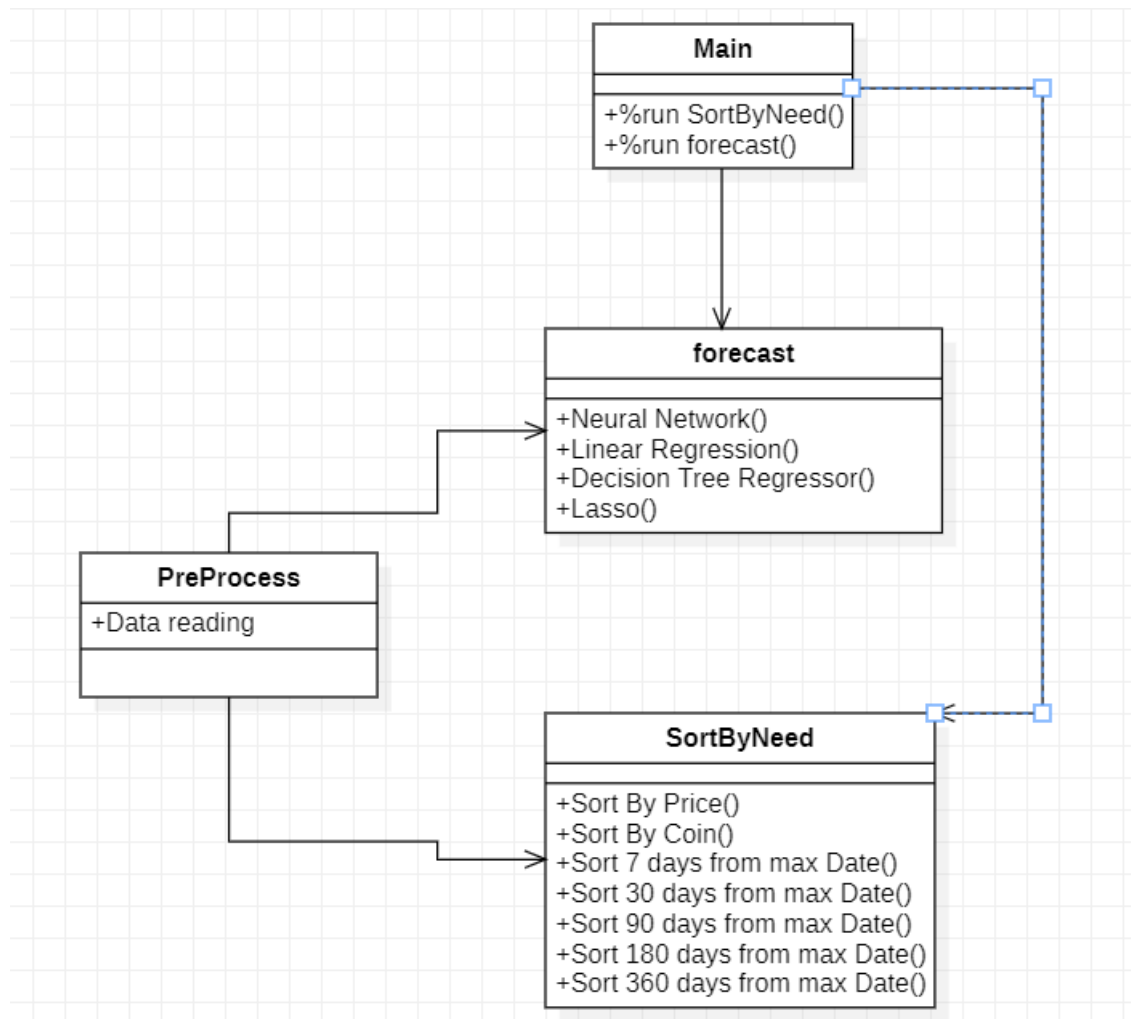 Main
+%run SortByNeed()
+%run forecast()
forecast
+Neural Network()
+Linear Regression()
+Decision Tree Regressor()
+Lasso()
PreProcess
+Data reading
SortByNeed
+Sort By Price()
+Sort By Coin()
+Sort 7 days from max Date()
+Sort 30 days from max Date()
+Sort 90 days from max Date()
+Sort 180 days from max Date()
+Sort 360 days from max Date()